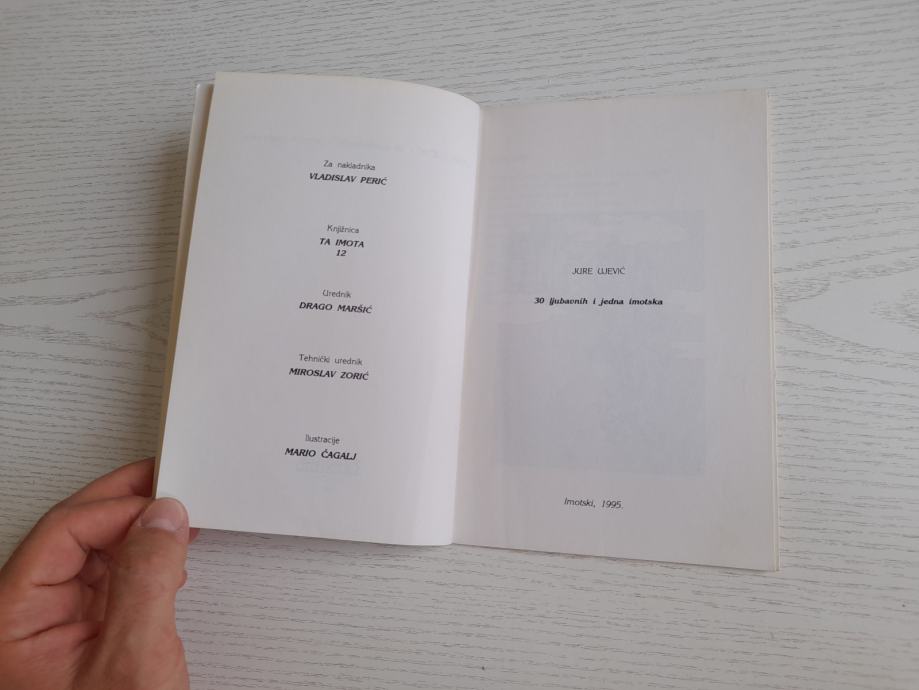 Za nakladnika
VLADISLAV PERIĆ
Knjižnica
TA IMOTA
12
Urednik
DRAGO MARŠIĆ
Tehnički urednik
MIROSLAV ZORIĆ
Ilustracije
MARIO ČAGALJ
JURE UJEVIĆ
30 ljubavnih i jedna imotska
Imotski, 1995.